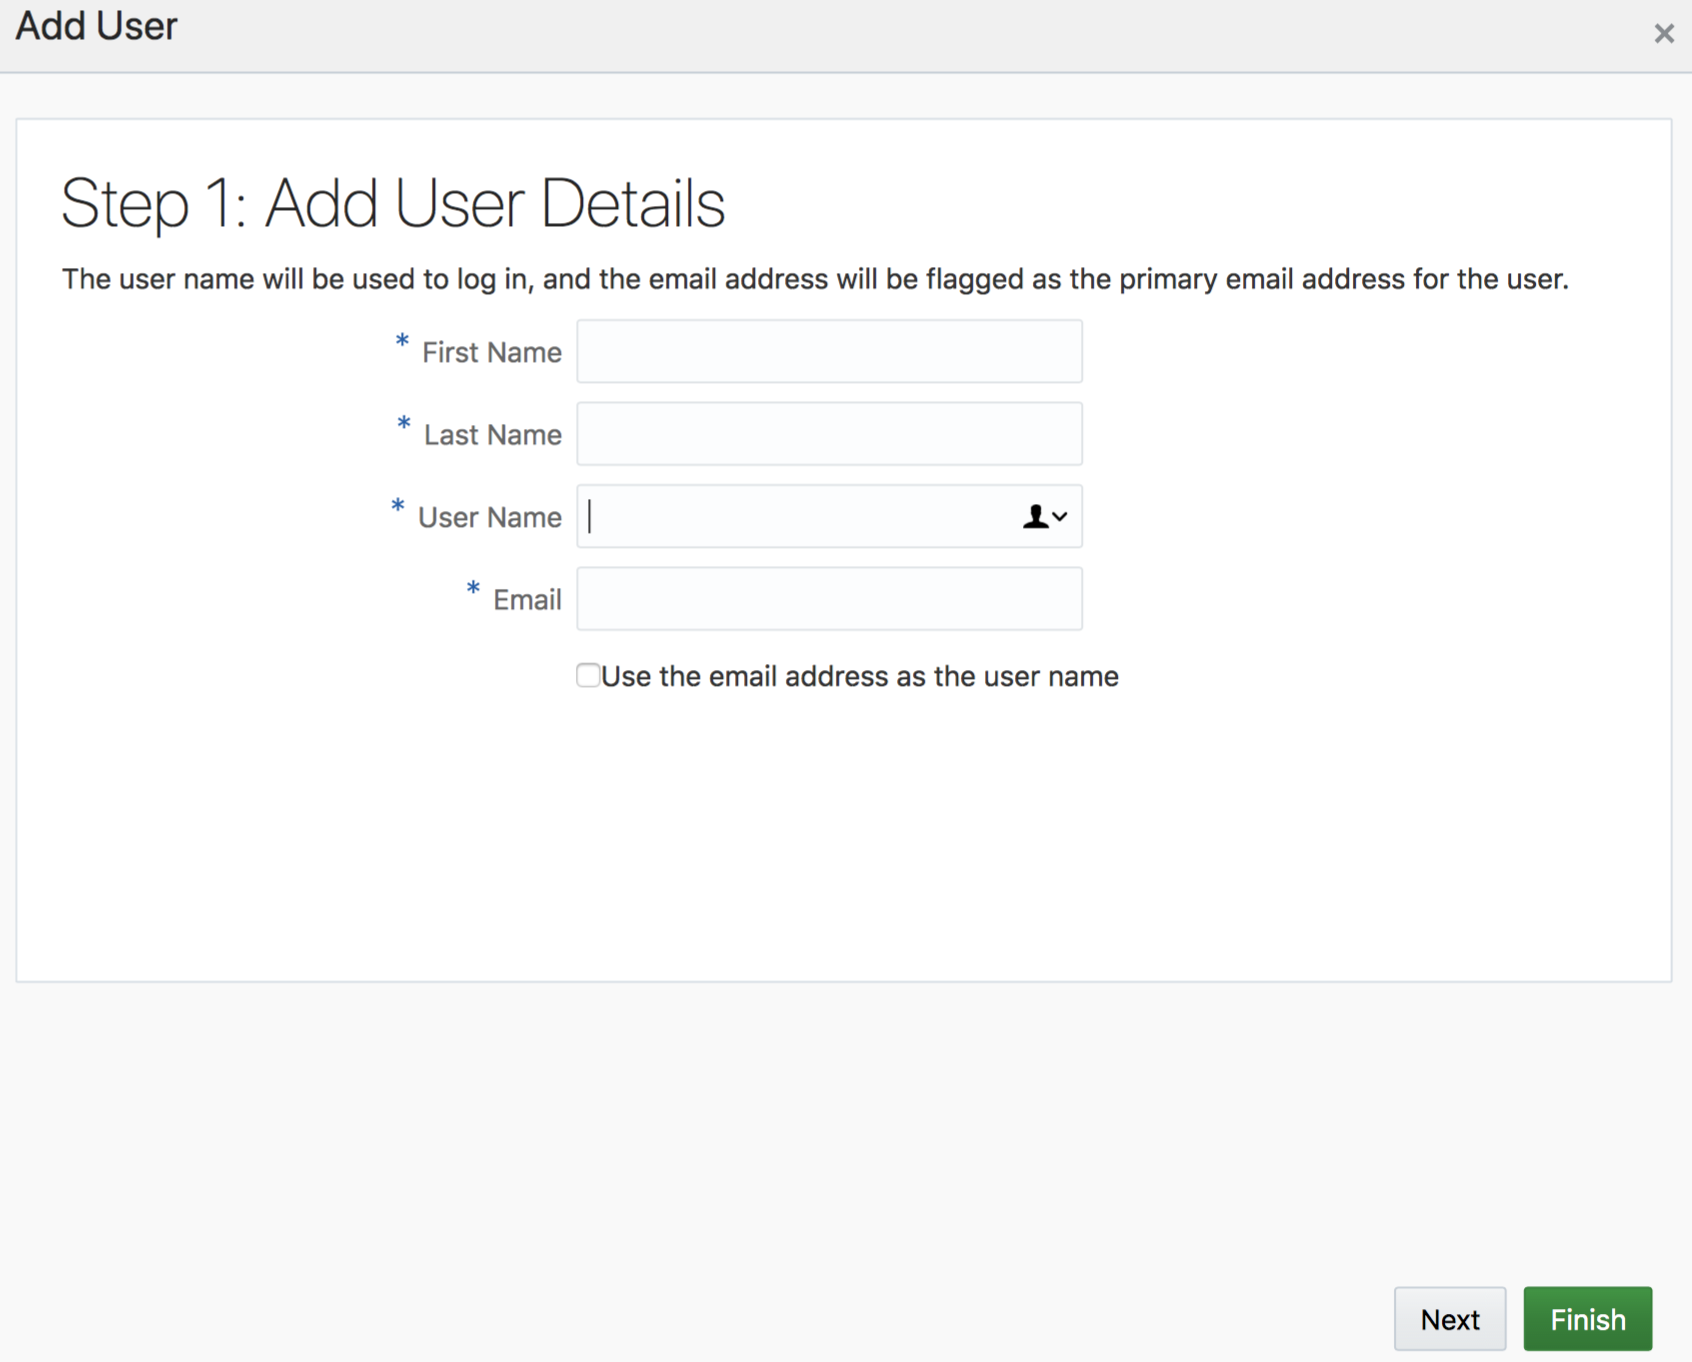 Add User
×
Step 1: Add User Details
The user name will be used to log in, and the email address will be flagged as the primary email address for the user.
* First Name
* Last Name
* User Name
* Email
Use the email address as the user name
Next
Finish